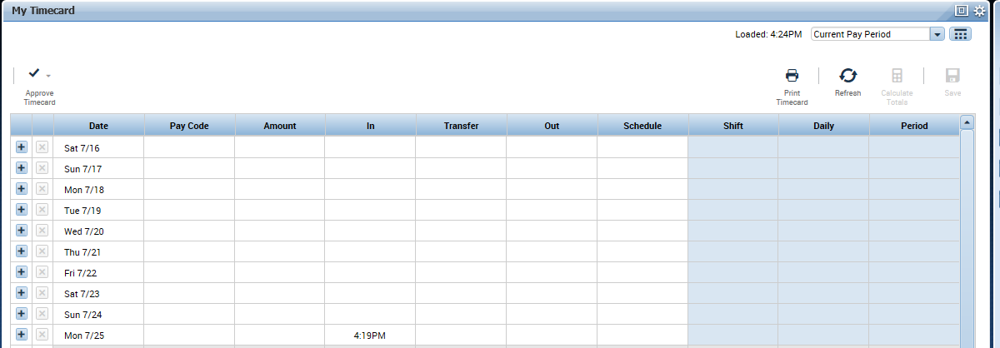 My Timecard
Loaded: 4:24PM Current Pay Period
Approve
Timecard
Print
Timecard
Refresh
Calculate
Totals
Save
Date Pay Code Amount In Transfer Out Schedule Shift Daily Period
Sat 7/16
Sun 7/17
Mon 7/18
Tue 7/19
Wed 7/20
Thu 7/21
Fri 7/22
Sat 7/23
Sun 7/24
Mon 7/25 4:19PM